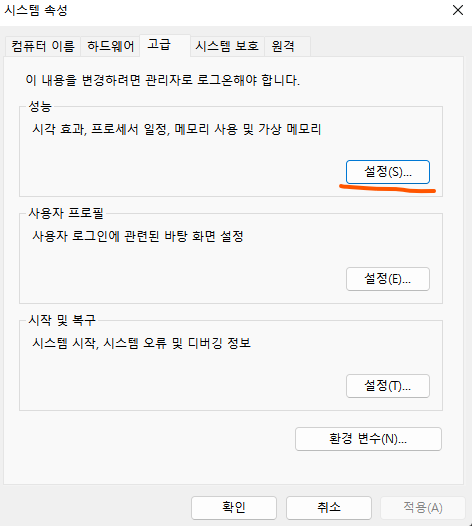 시스템 속성
컴퓨터 이름 하드웨어 고급 시스템 보호 원격
이 내용을 변경하려면 관리자로 로그온해야 합니다.
성능
시각 효과, 프로세서 일정, 메모리 사용 및 가상 메모리
설정(S)...
사용자 프로필
사용자 로그인에 관련된 바탕 화면 설정
설정(E)...
시작 및 복구
시스템 시작, 시스템 오류 및 디버깅 정보
설정(T)...
환경 변수(N)...
확인 취소 적용(A)